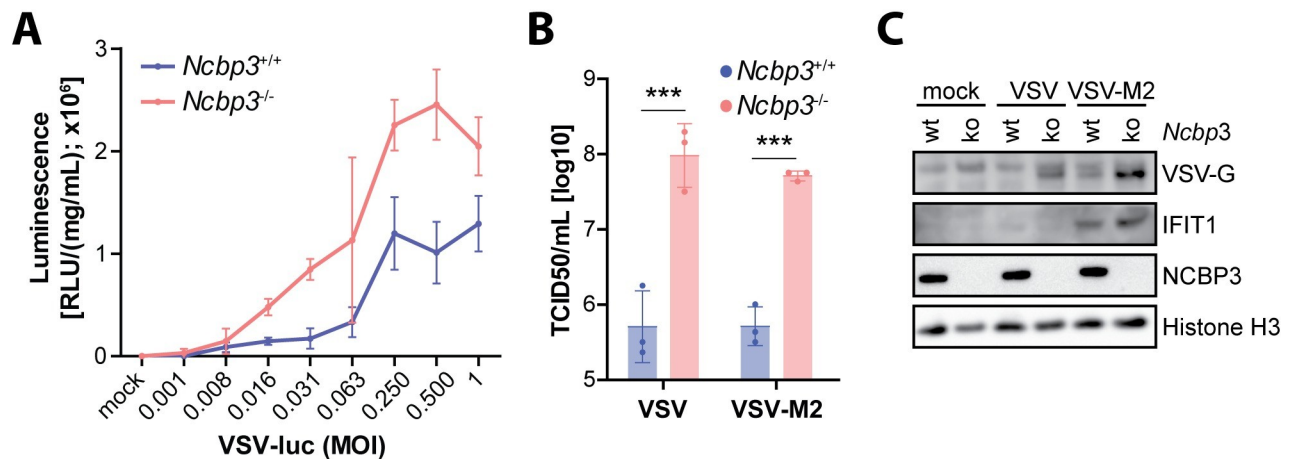 A
Luminescence
[RLU/(mg/mL); x10⁶]
3
2
1
0
Ncbp3+/+
Ncbp3-/-
mock
0.001
0.008
0.016
0.031
0.063
0.250
0.500
1
VSV-luc (MOI)
B
TCID50/mL [log10]
9
8
7
6
5
Ncbp3+/+
Ncbp3-/-
***
***
VSV
VSV-M2
C
mock VSV VSV-M2
wt ko wt ko wt ko Ncbp3
VSV-G
IFIT1
NCBP3
Histone H3